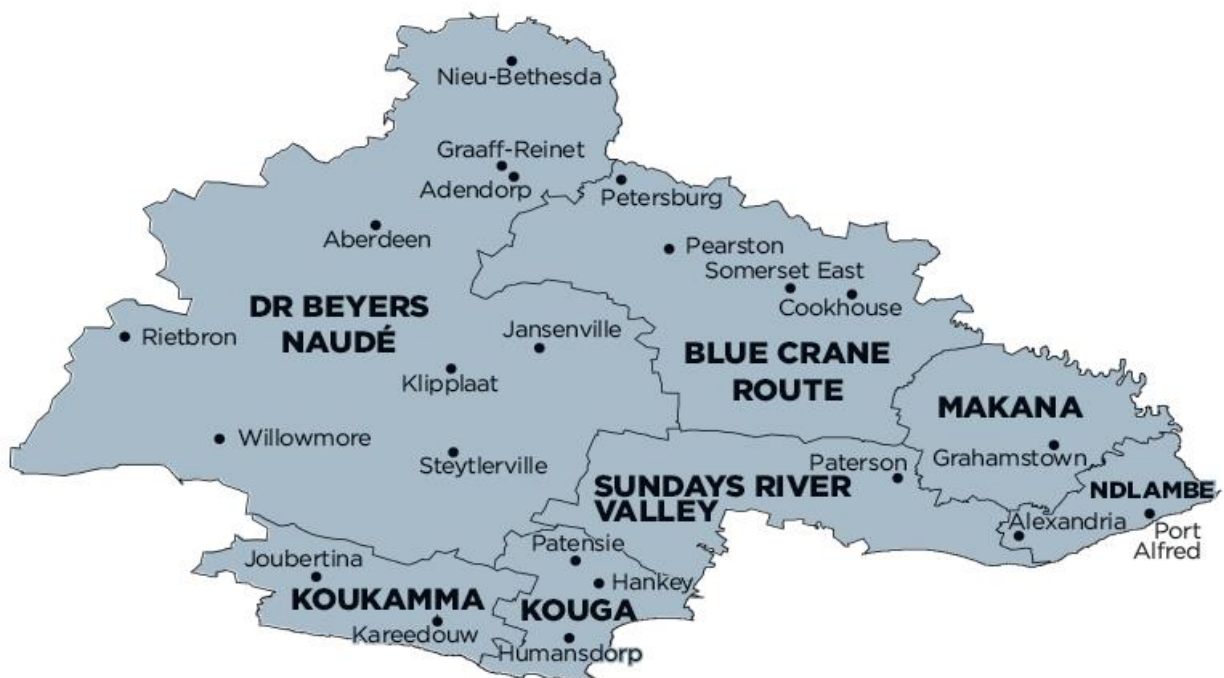 Nieu-Bethesda
Graaff-Reinet
Adendorp
Petersburg
Aberdeen
Pearston
Somerset East
Cookhouse
DR BEYERS
NAUDÉ
Rietbron
Jansenville
BLUE CRANE
ROUTE
Klipplaat
MAKANA
Willowmore
Steytlerville
Paterson
Grahamstown
SUNDAYS RIVER
VALLEY
NDLAMBE
Alexandria
Port
Alfred
Joubertina
Patensie
Hankey
KOUKAMMA
KOUGA
Kareedouw
Humansdorp